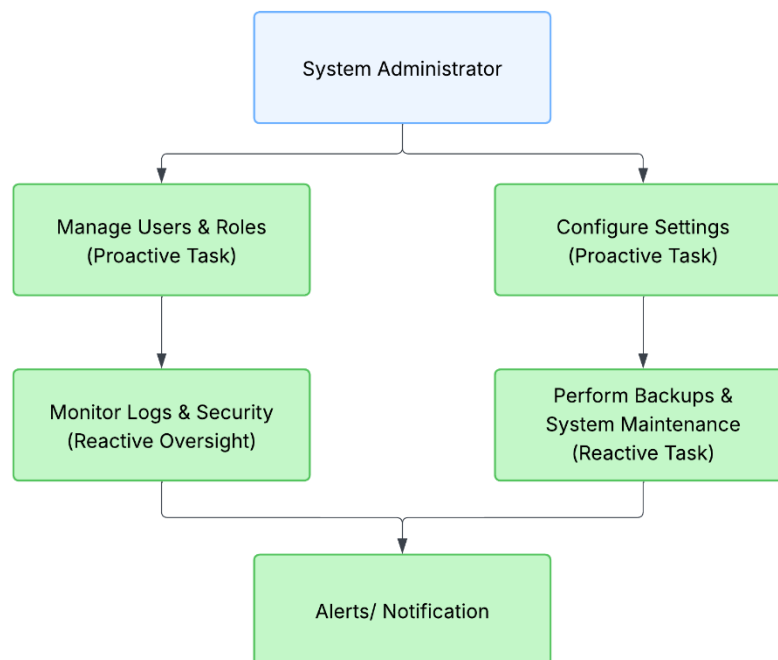 System Administrator
Manage Users & Roles
(Proactive Task)
Configure Settings
(Proactive Task)
Monitor Logs & Security
(Reactive Oversight)
Perform Backups &
System Maintenance
(Reactive Task)
Alerts/ Notification